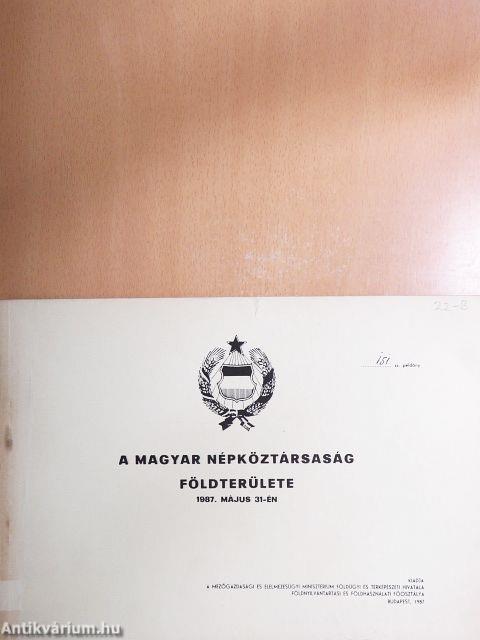 22-B
151 sz. példány
A MAGYAR NÉPKÖZTÁRSASÁG
FÖLDTERÜLETE
1987. MÁJUS 31-ÉN
KIADJA
A MEZŐGAZDASÁGI ÉS ÉLELMEZÉSÜGYI MINISZTÉRIUM FÖLDÜGYI ÉS TÉRKÉPÉSZETI HIVATALA
FÖLDNYILVÁNTARTÁSI ÉS FÖLDHASZNÁLATI FŐOSZTÁLYA
BUDAPEST, 1987
Antikvárium.hu